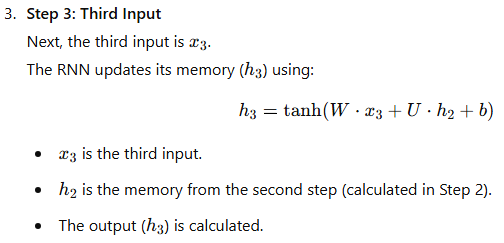 3. Step 3: Third Input
Next, the third input is x₃.
The RNN updates its memory (h₃) using:
h₃ = tanh(W · x₃ + U · h₂ + b)
• x₃ is the third input.
• h₂ is the memory from the second step (calculated in Step 2).
• The output (h₃) is calculated.